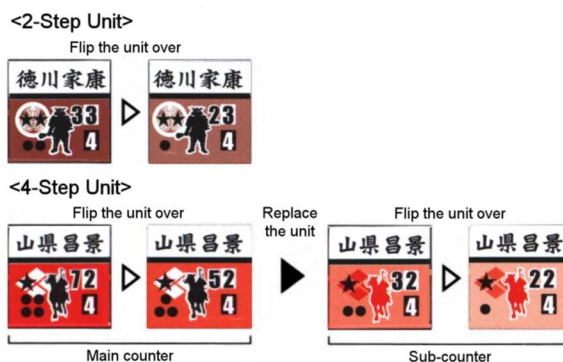 <2-Step Unit>
Flip the unit over
徳川家康
33
4
徳川家康
23
4
<4-Step Unit>
Flip the unit over
Replace
the unit
Flip the unit over
山県昌景
72
4
山県昌景
52
4
山県昌景
32
4
山県昌景
22
4
Main counter
Sub-counter